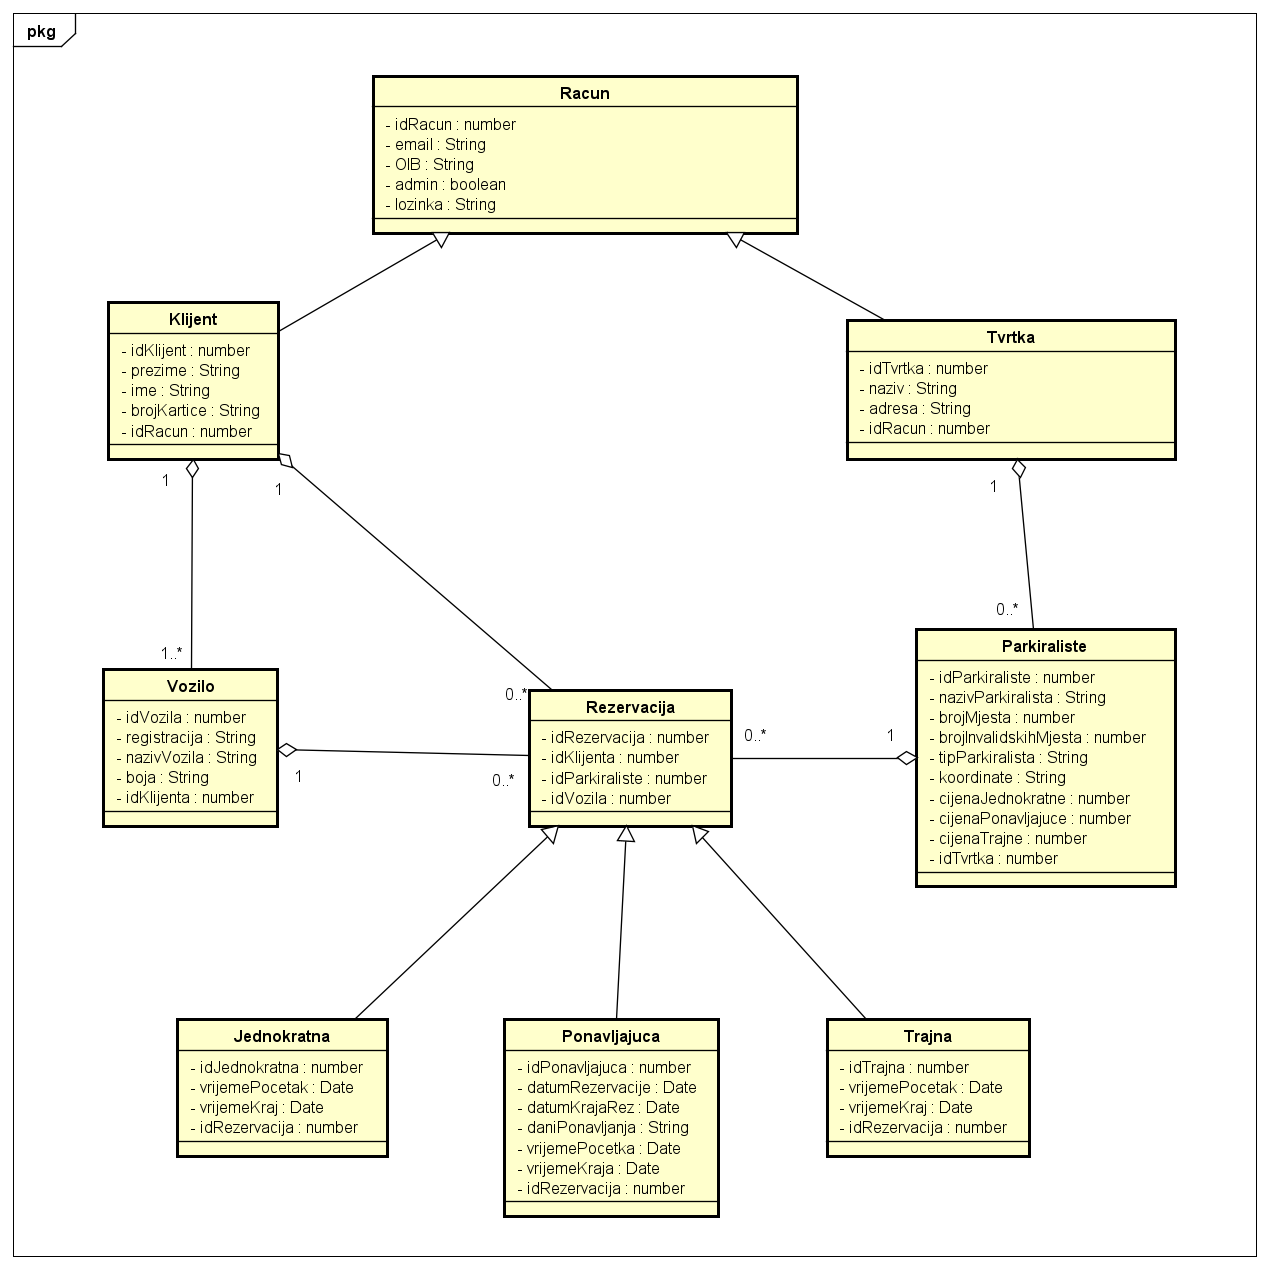 pkg
Racun
- idRacun : number
- email : String
- OIB : String
- admin : boolean
- lozinka : String
Klijent
- idKlijent : number
- prezime : String
- ime : String
- brojKartice : String
- idRacun : number
Tvrtka
- idTvrtka : number
- naziv : String
- adresa : String
- idRacun : number
1
1
1
0..*
1..*
0..*
Vozilo
- idVozila : number
- registracija : String
- nazivVozila : String
- boja : String
- idKlijenta : number
1
0..*
Rezervacija
- idRezervacija : number
- idKlijenta : number
- idParkiraliste : number
- idVozila : number
0..*
1
Parkiraliste
- idParkiraliste : number
- nazivParkiralista : String
- brojMjesta : number
- brojInvalidskihMjesta : number
- tipParkiralista : String
- koordinate : String
- cijenaJednokratne : number
- cijenaPonavljajuce : number
- cijenaTrajne : number
- idTvrtka : number
Jednokratna
- idJednokratna : number
- vrijemePocetak : Date
- vrijemeKraj : Date
- idRezervacija : number
Ponavljajuca
- idPonavljajuca : number
- datumRezervacije : Date
- datumKrajaRez : Date
- daniPonavljanja : String
- vrijemePocetka : Date
- vrijemeKraja : Date
- idRezervacija : number
Trajna
- idTrajna : number
- vrijemePocetak : Date
- vrijemeKraj : Date
- idRezervacija : number